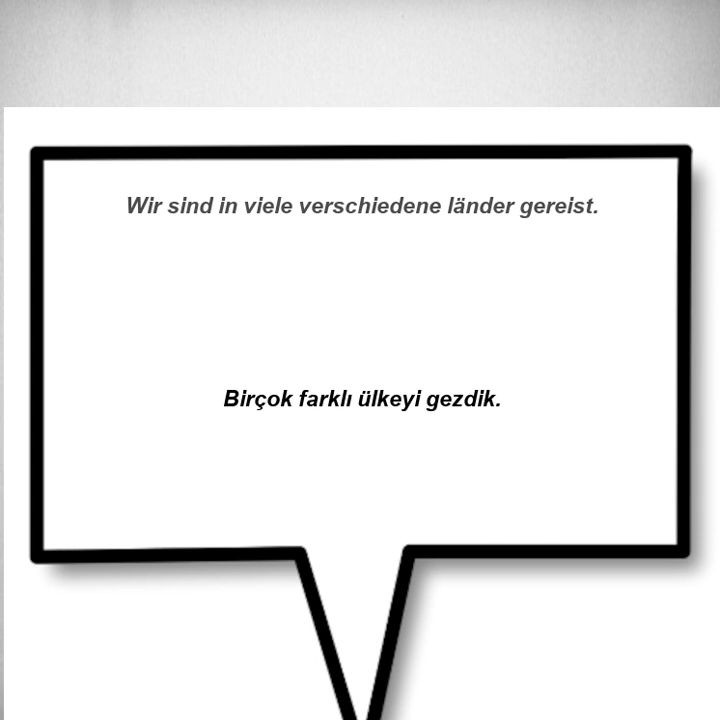 Wir sind in viele verschiedene länder gereist.
Birçok farklı ülkeyi gezdik.